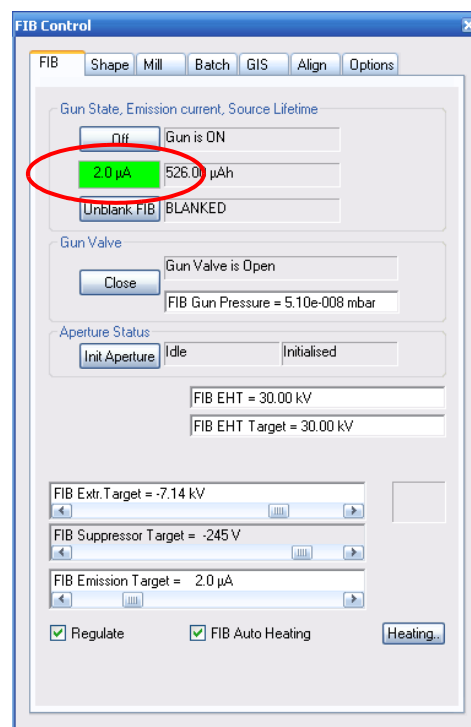 FIB Control
FIB Shape Mill Batch GIS Align Options
Gun State, Emission current, Source Lifetime
Off Gun is ON
2.0 µA 526.00 µAh
Unblank FIB BLANKED
Gun Valve
Gun Valve is Open
Close
FIB Gun Pressure = 5.10e-008 mbar
Aperture Status
Init Aperture Idle Initialised
FIB EHT = 30.00 kV
FIB EHT Target = 30.00 kV
FIB Extr.Target = -7.14 kV
FIB Suppressor Target = -245 V
FIB Emission Target = 2.0 µA
Regulate FIB Auto Heating Heating..